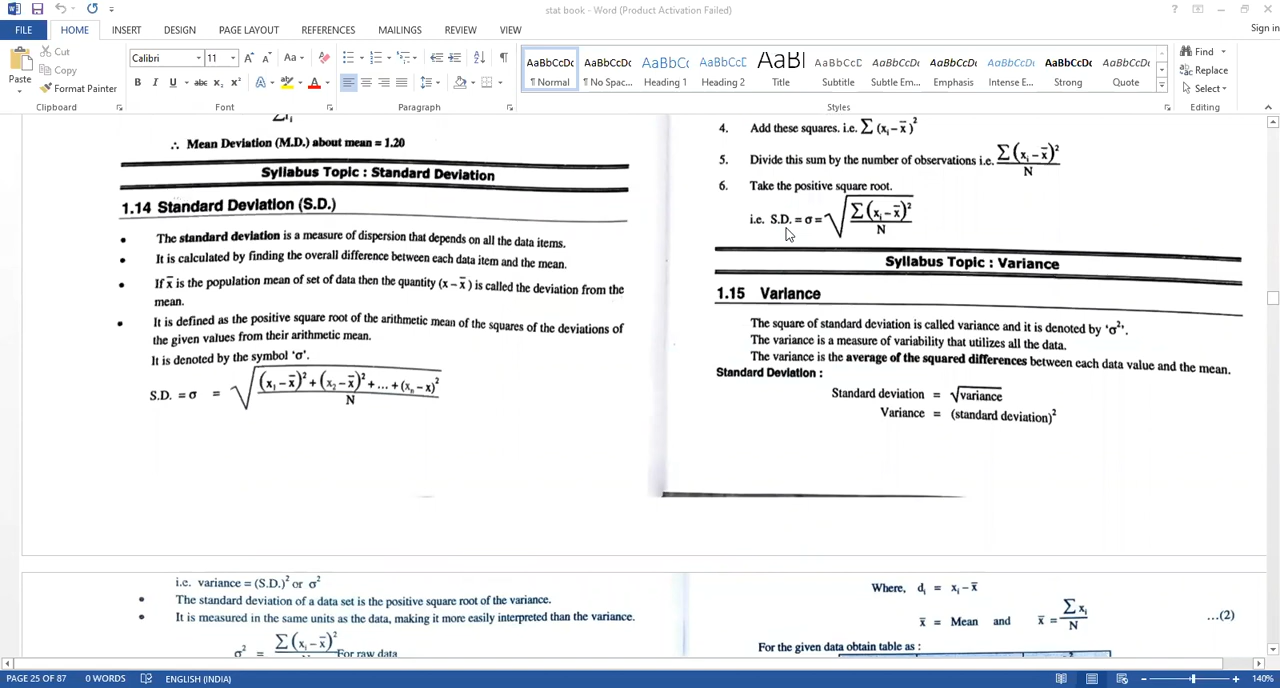 stat book - Word (Product Activation Failed)
FILE HOME INSERT DESIGN PAGE LAYOUT REFERENCES MAILINGS REVIEW VIEW Sign in
Cut
Copy
Format Painter
Paste
Calibri 11
Find
Replace
Select
AaBbCcDc AaBbCcDc AaBbCc AaBbCcC AaBl AaBbCcD AaBbCcDc AaBbCcDc AaBbCcDc AaBbCcDc AaBbCcDc
¶ Normal ¶ No Spac... Heading 1 Heading 2 Title Subtitle Subtle Em... Emphasis Intense E... Strong Quote
Clipboard Font Paragraph Styles Editing
∴ Mean Deviation (M.D.) about mean = 1.20
Syllabus Topic : Standard Deviation
1.14 Standard Deviation (S.D.)
• The standard deviation is a measure of dispersion that depends on all the data items.
• It is calculated by finding the overall difference between each data item and the mean.
• If x̄ is the population mean of set of data then the quantity (x – x̄ ) is called the deviation from the
mean.
• It is defined as the positive square root of the arithmetic mean of the squares of the deviations of
the given values from their arithmetic mean.
It is denoted by the symbol 'σ'.
S.D. = σ = √((x₁ – x̄)² + (x₂ – x̄)² + ... + (xₙ – x)² / N)
4. Add these squares. i.e. ∑ (xᵢ – x̄ )²
5. Divide this sum by the number of observations i.e. ∑ (xᵢ – x̄)² / N
6. Take the positive square root.
i.e. S.D. = σ = √(∑ (xᵢ – x̄)² / N)
Syllabus Topic : Variance
1.15 Variance
The square of standard deviation is called variance and it is denoted by 'σ²'.
The variance is a measure of variability that utilizes all the data.
The variance is the average of the squared differences between each data value and the mean.
Standard Deviation :
Standard deviation = √variance
Variance = (standard deviation)²
i.e. variance = (S.D.)² or σ²
• The standard deviation of a data set is the positive square root of the variance.
• It is measured in the same units as the data, making it more easily interpreted than the variance.
σ² = ∑ (xᵢ – x̄)² For raw data
Where, dᵢ = xᵢ – x̄
x̄ = Mean and x̄ = ∑ xᵢ / N ...(2)
For the given data obtain table as :
PAGE 25 OF 87 0 WORDS ENGLISH (INDIA) 140%